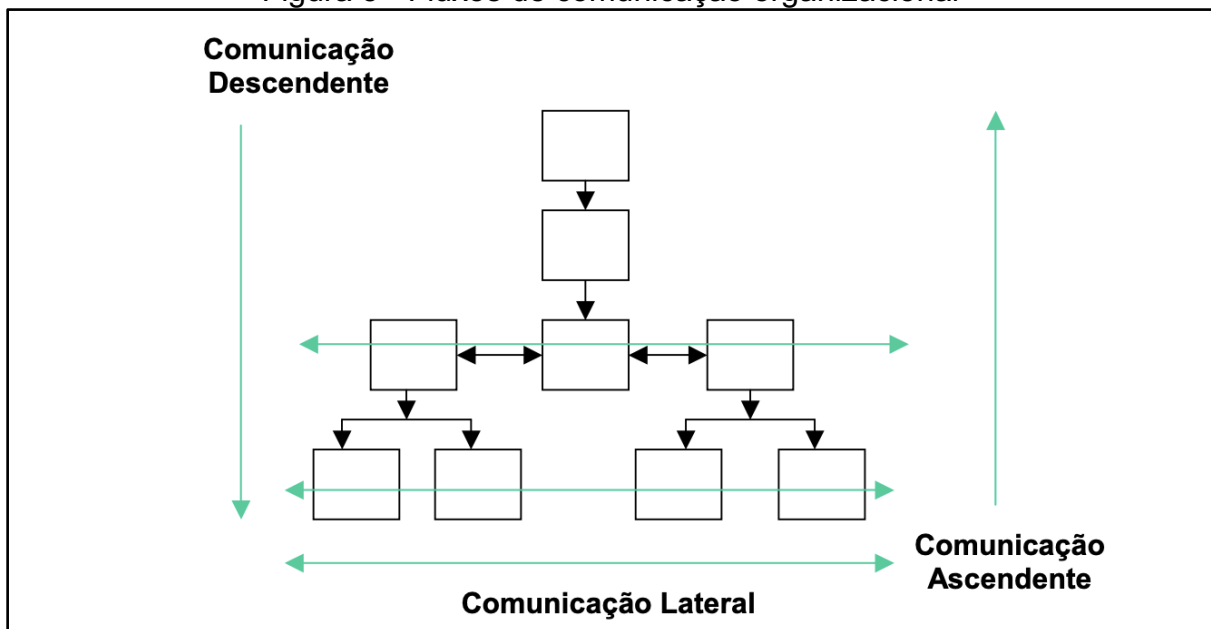 Comunicação
Descendente
Comunicação
Ascendente
Comunicação Lateral